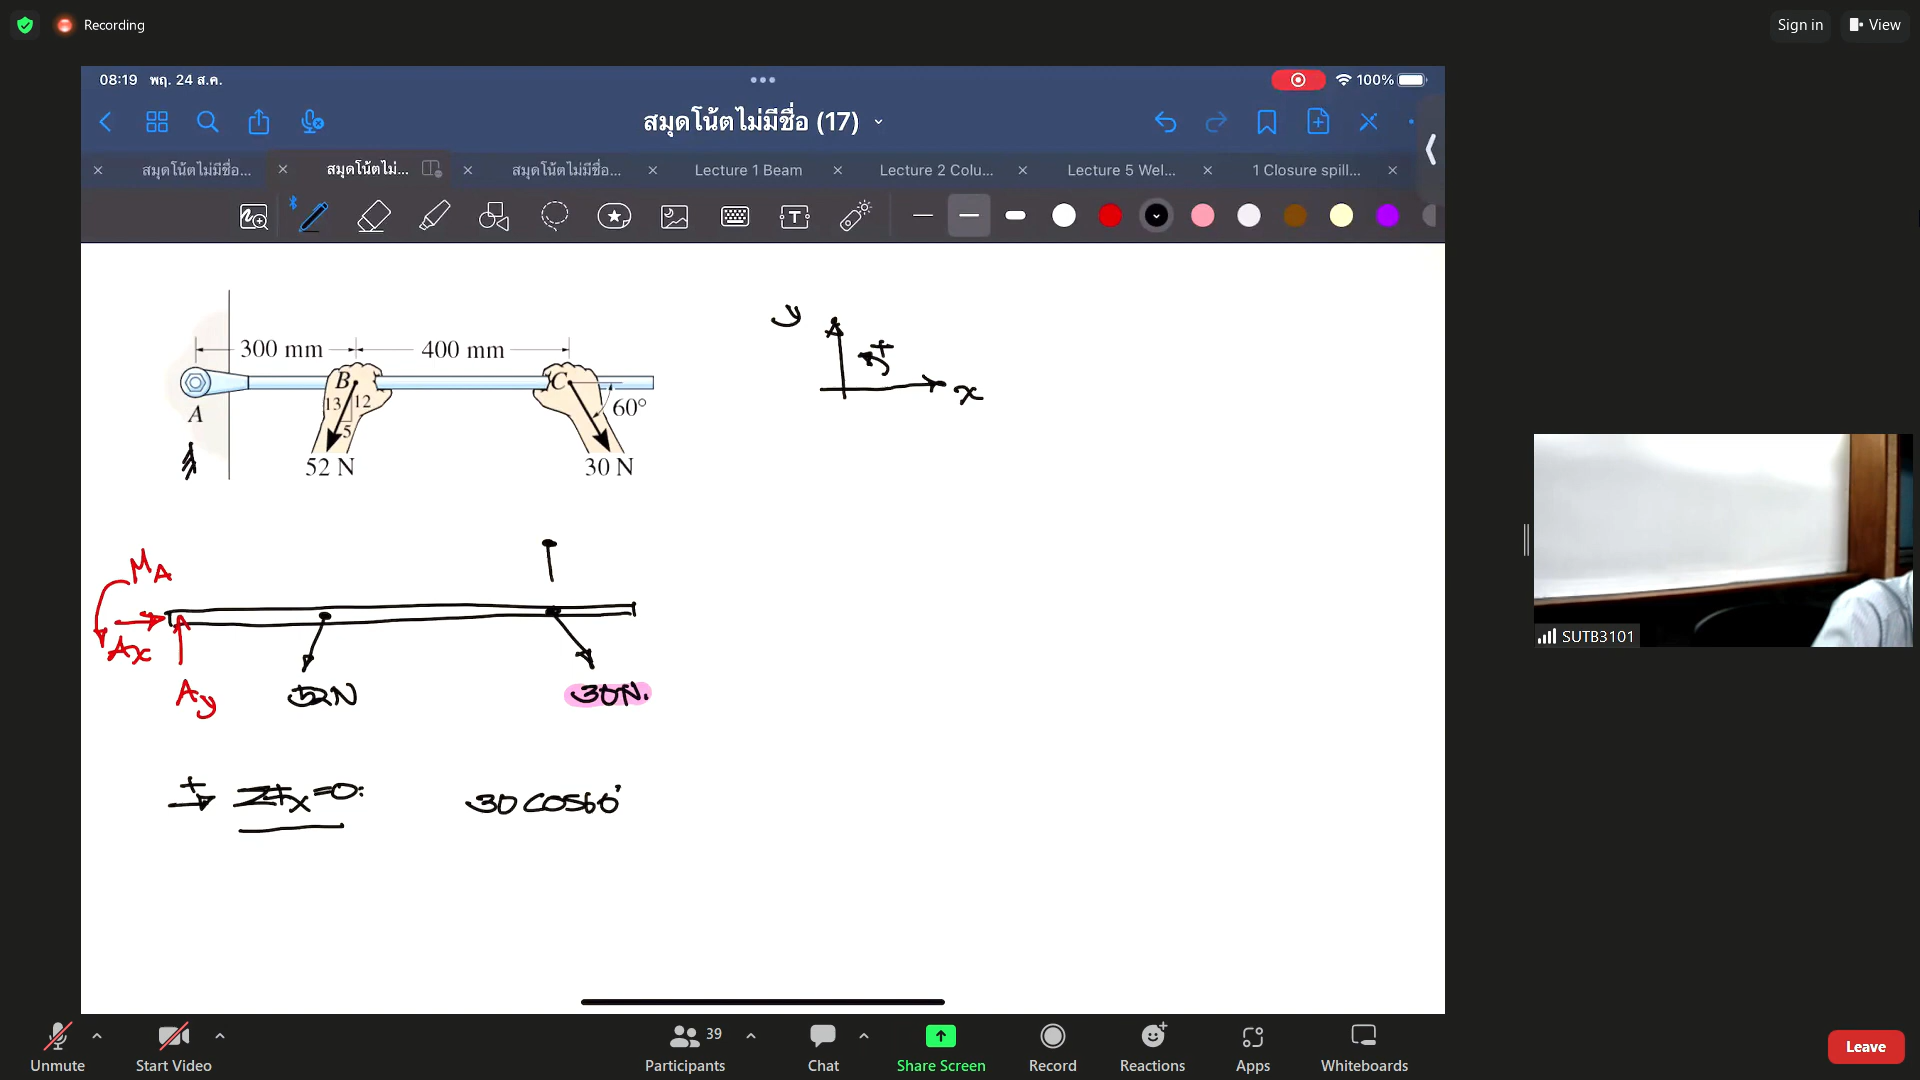 Recording
Sign in
View
08:19 พฤ. 24 ส.ค.
100%
สมุดโน้ตไม่มีชื่อ (17)
สมุดโน้ตไม่มีชื่อ...
สมุดโน้ตไม่...
สมุดโน้ตไม่มีชื่อ...
Lecture 1 Beam
Lecture 2 Colu...
Lecture 5 Wel...
1 Closure spill...
T
300 mm
400 mm
B
C
A
13
12
5
60°
52 N
30 N
y
+
x
MA
Ax
Ay
52N
30N.
+
ΣFx=0:
30 cos60°
SUTB3101
Unmute
Start Video
39
Participants
Chat
Share Screen
Record
Reactions
Apps
Whiteboards
Leave